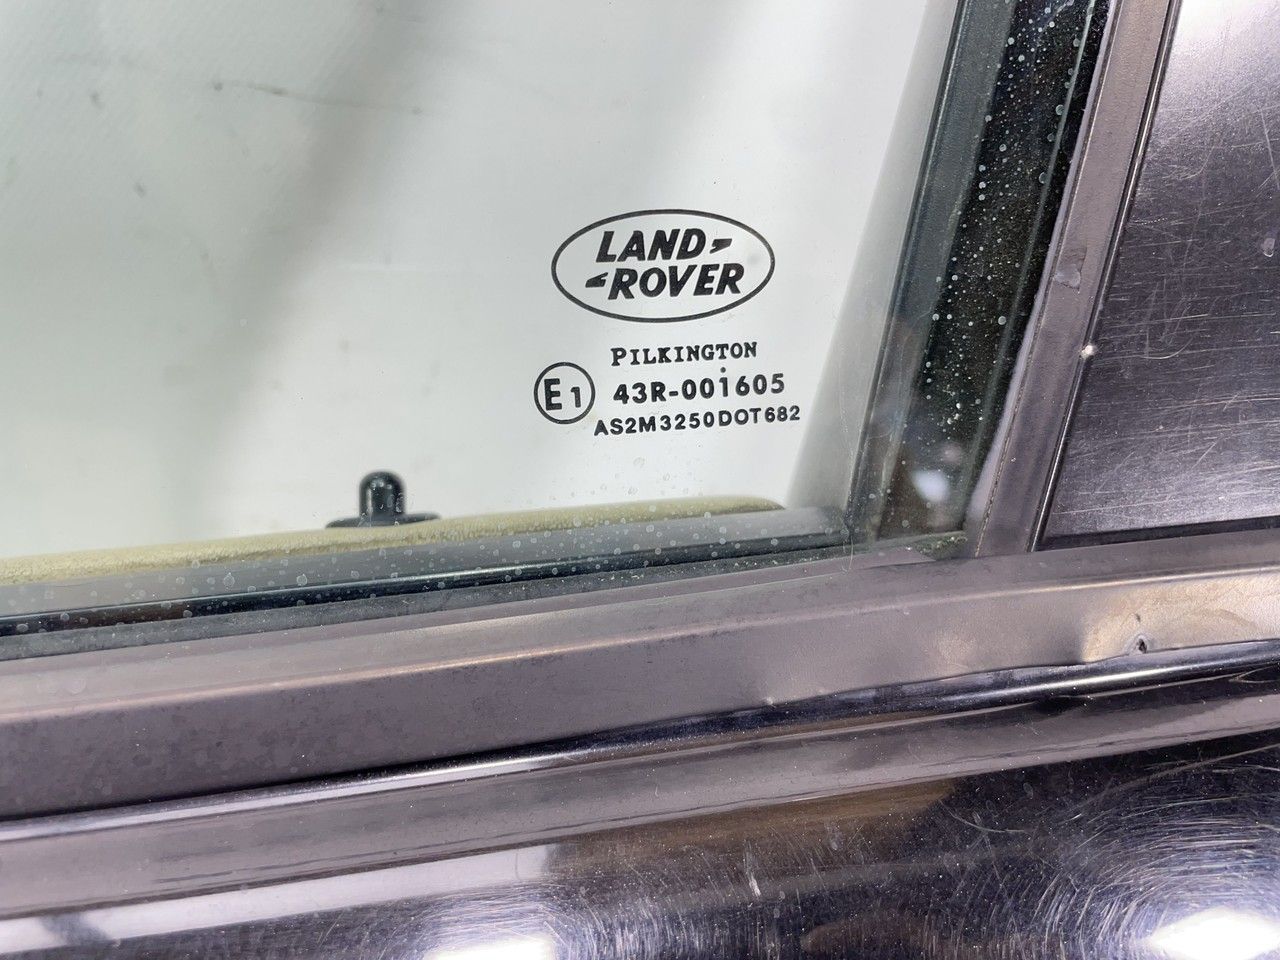 LAND
ROVER
PILKINGTON
E1 43R-001605
AS2M3250DOT682